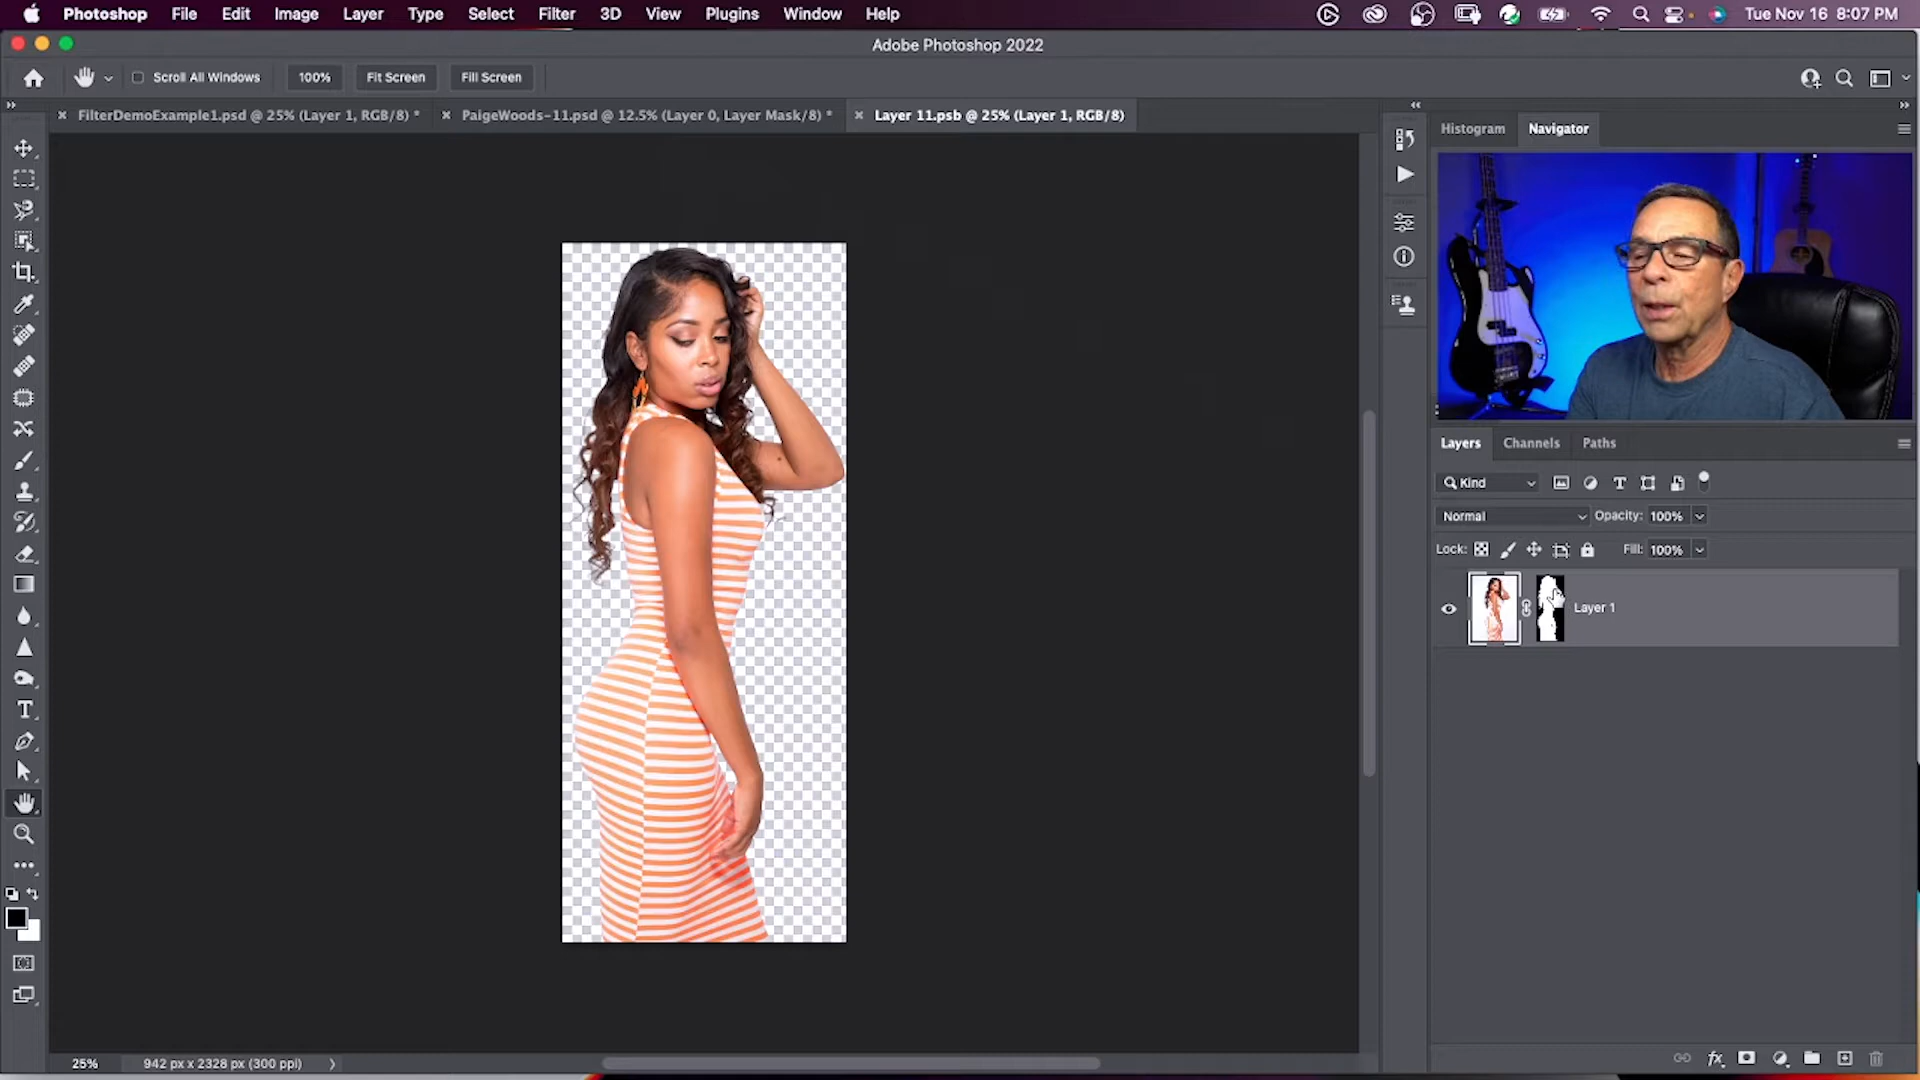 Photoshop File Edit Image Layer Type Select Filter 3D View Plugins Window Help Tue Nov 16 8:07 PM
Adobe Photoshop 2022
Scroll All Windows 100% Fit Screen Fill Screen
FilterDemoExample1.psd @ 25% (Layer 1, RGB/8) * PaigeWoods-11.psd @ 12.5% (Layer 0, Layer Mask/8) * Layer 11.psb @ 25% (Layer 1, RGB/8)
Histogram Navigator
Layers Channels Paths
Kind
Normal Opacity: 100%
Lock: Fill: 100%
Layer 1
25% 942 px x 2328 px (300 ppi)